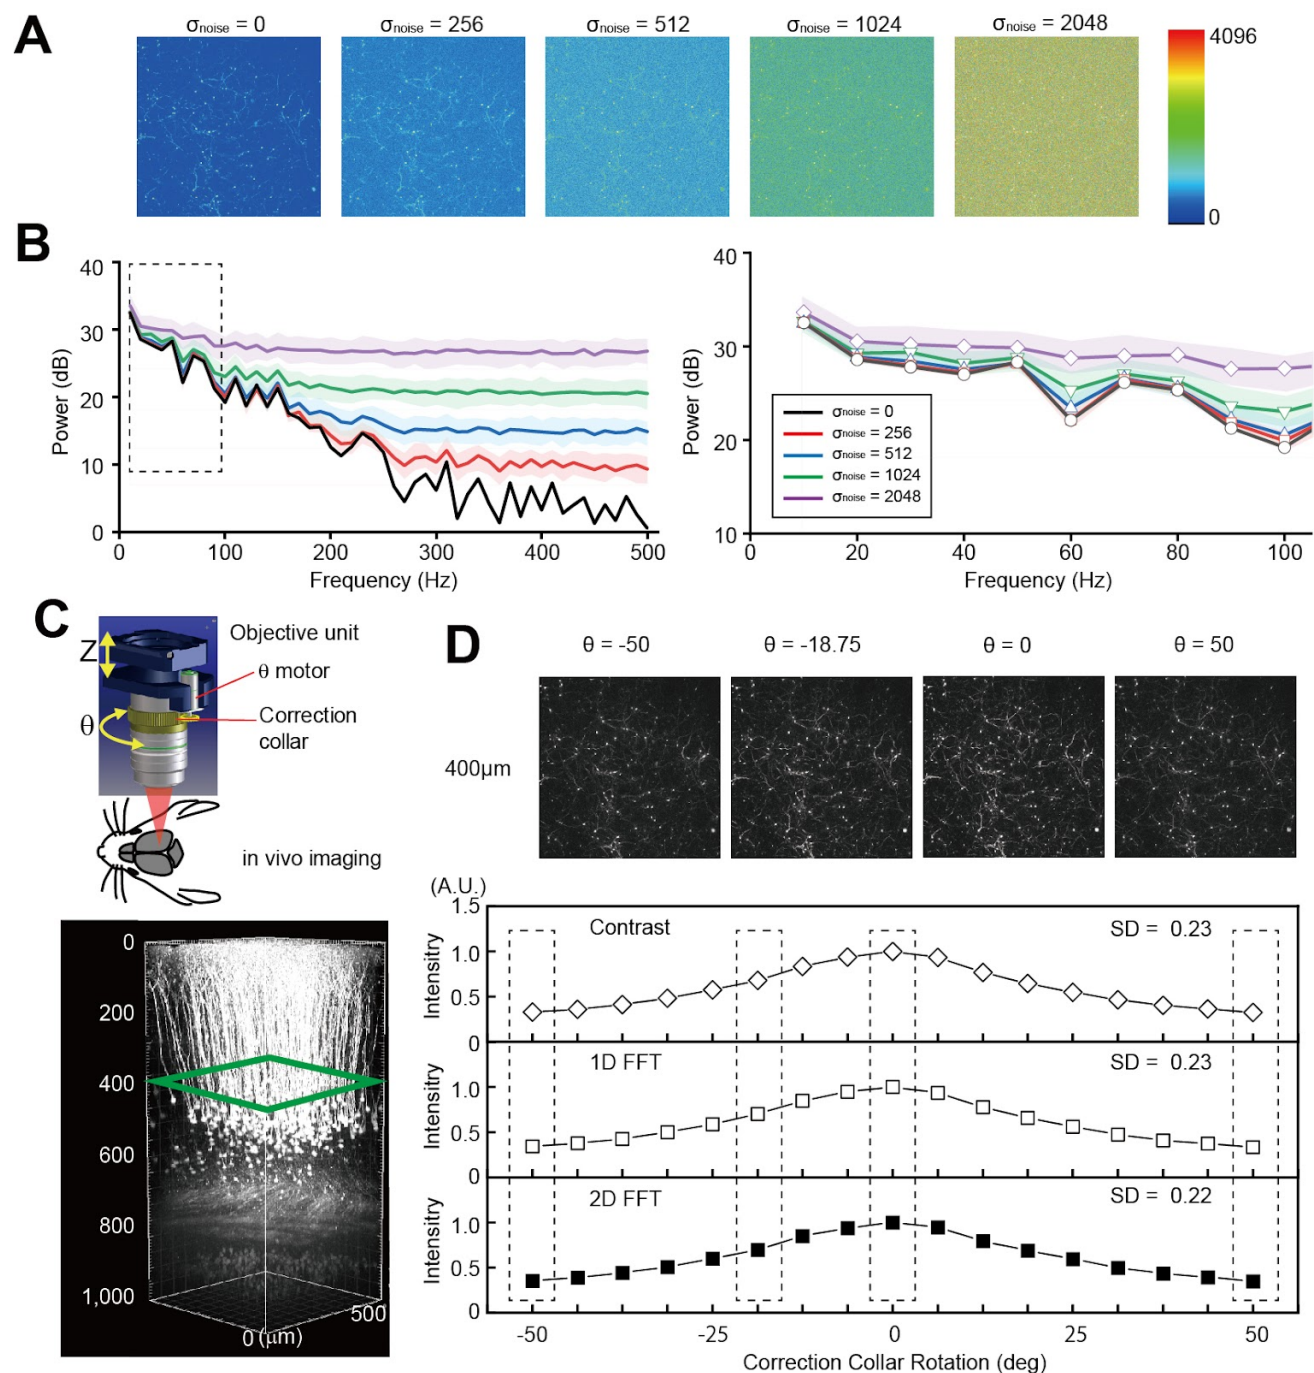 A
σnoise = 0
σnoise = 256
σnoise = 512
σnoise = 1024
σnoise = 2048
4096
0
B
40
30
20
10
0
Power (dB)
0
100
200
300
400
500
Frequency (Hz)
40
30
20
10
Power (dB)
σnoise = 0
σnoise = 256
σnoise = 512
σnoise = 1024
σnoise = 2048
0
20
40
60
80
100
Frequency (Hz)
C
Z
θ
Objective unit
θ motor
Correction
collar
in vivo imaging
0
200
400
600
800
1,000
0 (μm)
500
D
θ = -50
θ = -18.75
θ = 0
θ = 50
400μm
(A.U.)
1.5
1.0
0.5
0
Intensitry
Contrast
SD = 0.23
1.0
0.5
0
Intensitry
1D FFT
SD = 0.23
1.0
0.5
0
Intensitry
2D FFT
SD = 0.22
-50
-25
0
25
50
Correction Collar Rotation (deg)